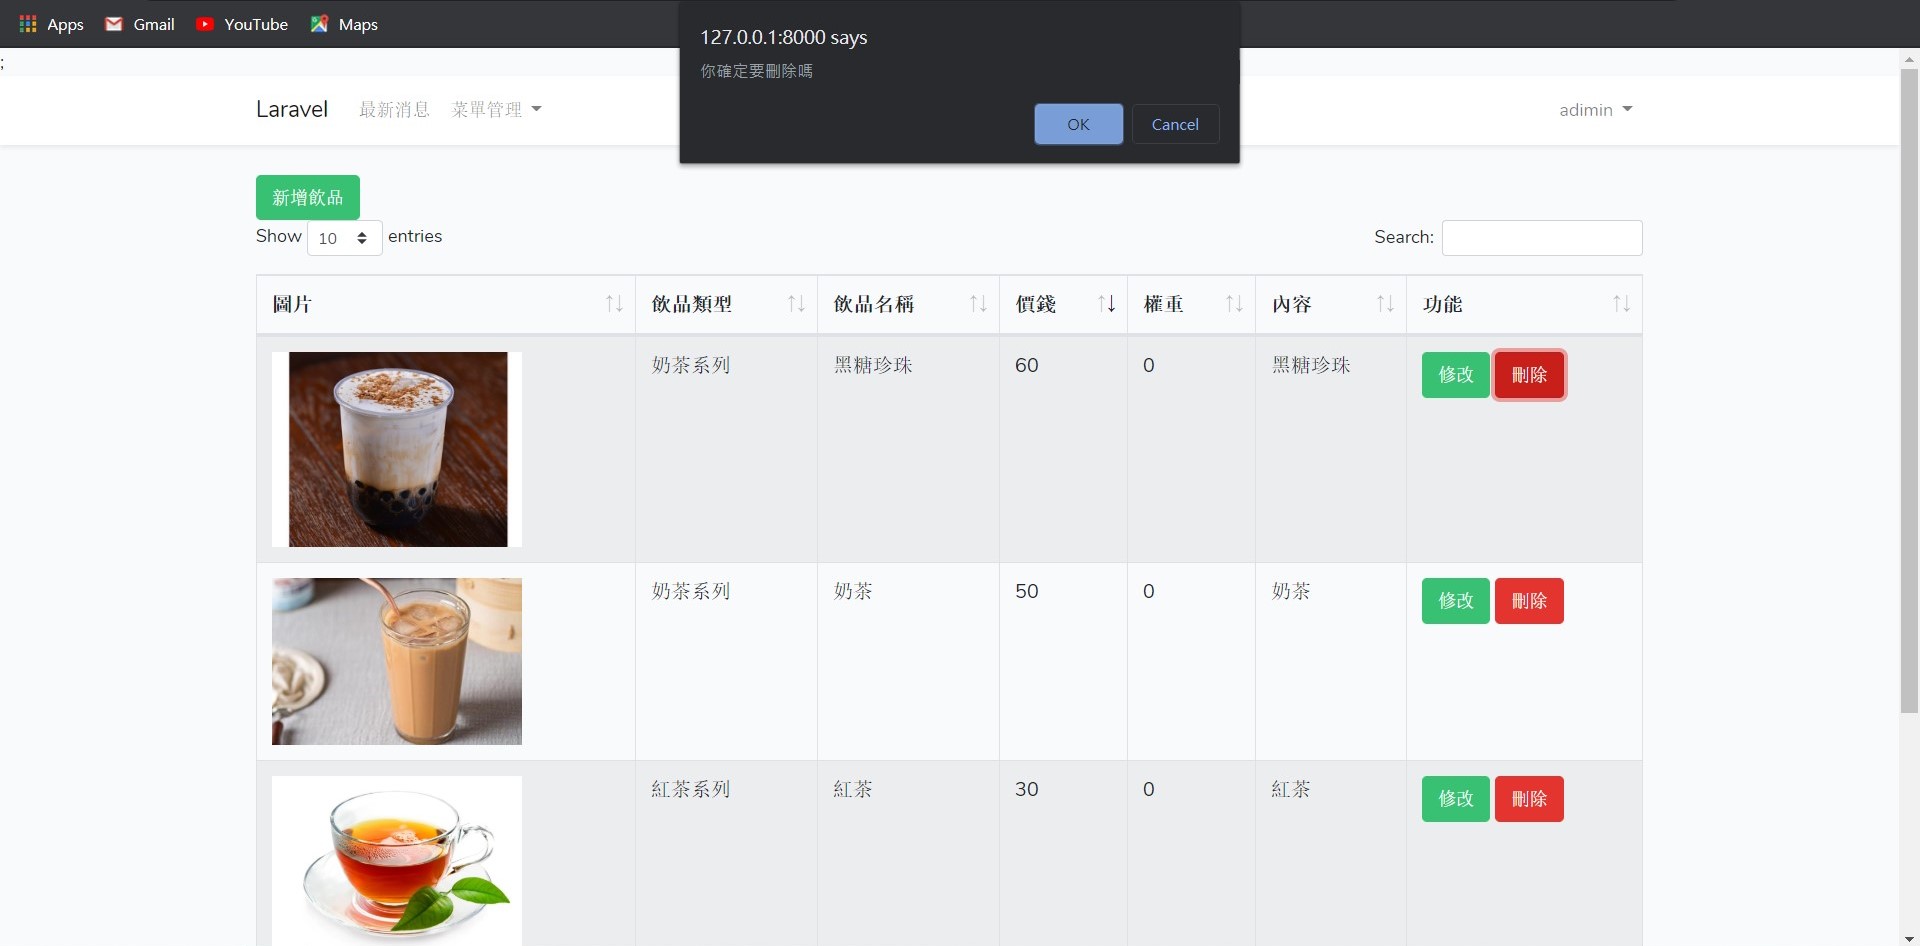 Apps Gmail YouTube Maps
127.0.0.1:8000 says
你確定要刪除嗎
OK Cancel
;
Laravel 最新消息 菜單管理 adimin
新增飲品
Show 10 entries Search:
圖片 飲品類型 飲品名稱 價錢 權重 內容 功能
奶茶系列 黑糖珍珠 60 0 黑糖珍珠 修改 刪除
奶茶系列 奶茶 50 0 奶茶 修改 刪除
紅茶系列 紅茶 30 0 紅茶 修改 刪除